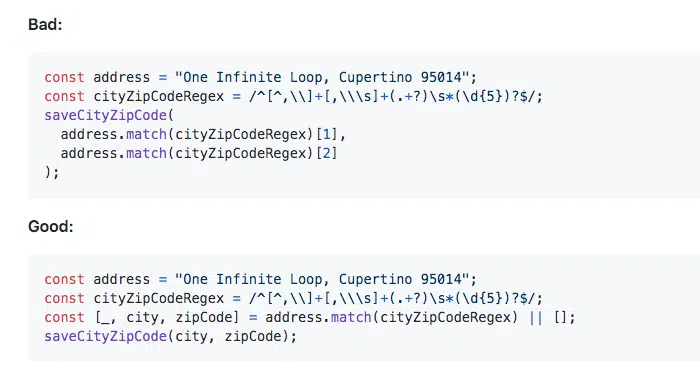 Bad:
const address = "One Infinite Loop, Cupertino 95014";
const cityZipCodeRegex = /^[^,\\]+[,\\\s]+(.+?)\s*(\d{5})?$/;
saveCityZipCode(
  address.match(cityZipCodeRegex)[1],
  address.match(cityZipCodeRegex)[2]
);
Good:
const address = "One Infinite Loop, Cupertino 95014";
const cityZipCodeRegex = /^[^,\\]+[,\\\s]+(.+?)\s*(\d{5})?$/;
const [_, city, zipCode] = address.match(cityZipCodeRegex) || [];
saveCityZipCode(city, zipCode);